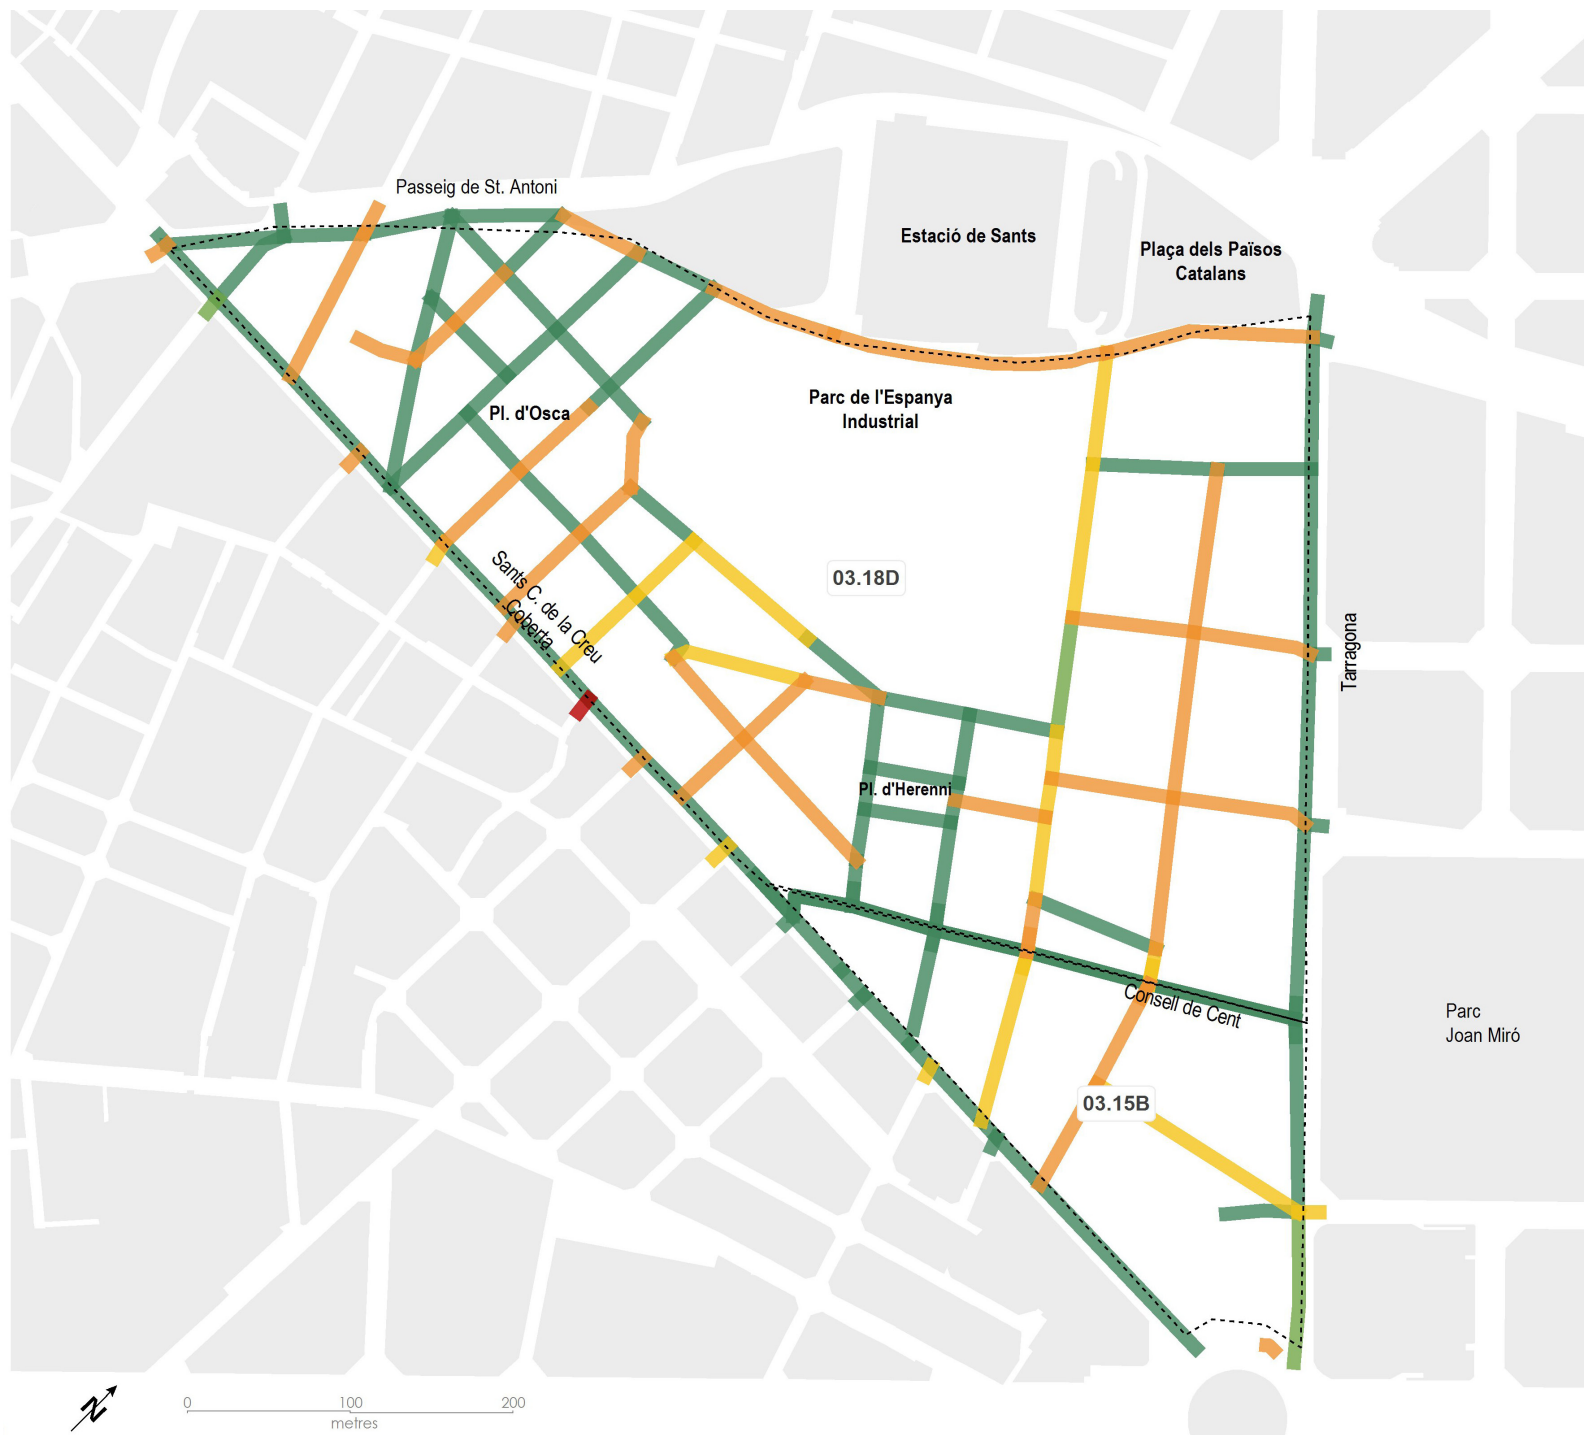 Passeig de St. Antoni
Estació de Sants
Plaça dels Països
Catalans
Parc de l'Espanya
Industrial
Pl. d'Osca
03.18D
Sants C. de la Creu
Coberta
Tarragona
Pl. d'Herenni
Consell de Cent
Parc
Joan Miró
03.15B
N
0 100 200
metres